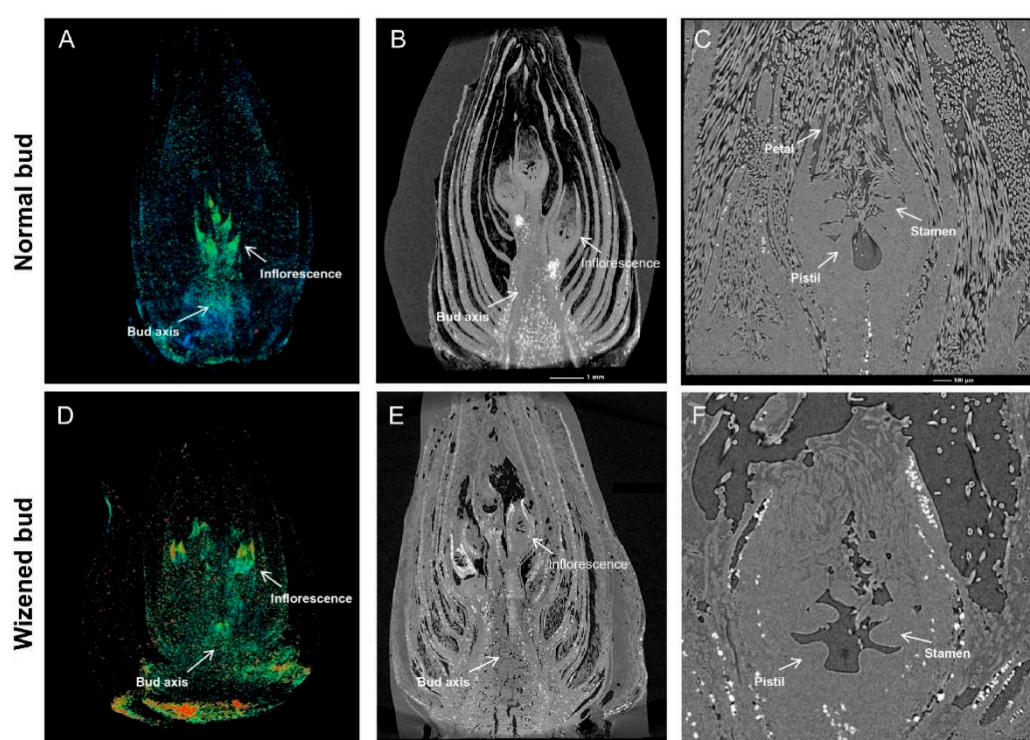 A
B
C
Normal bud
Petal
Inflorescence
Stamen
Inflorescence
Pistil
Bud axis
Bud axis
1 mm
100 µm
D
E
F
Wizened bud
Inflorescence
Inflorescence
Stamen
Bud axis
Bud axis
Pistil